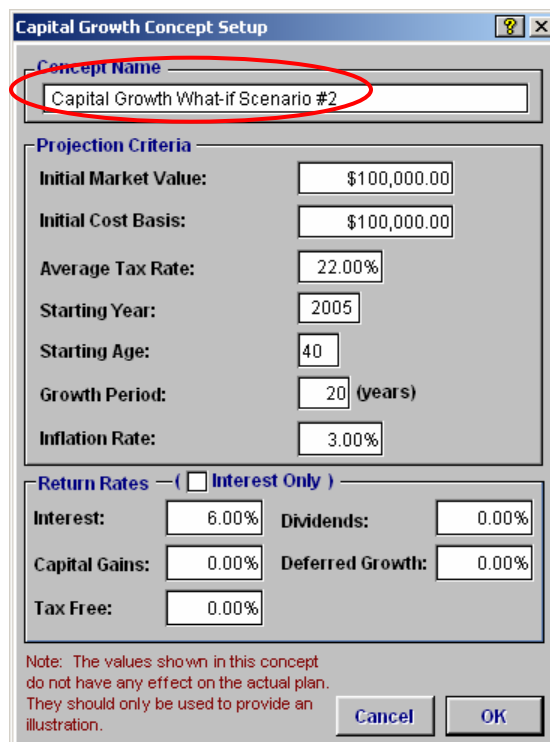 Capital Growth Concept Setup
Concept Name
Capital Growth What-if Scenario #2
Projection Criteria
Initial Market Value: $100,000.00
Initial Cost Basis: $100,000.00
Average Tax Rate: 22.00%
Starting Year: 2005
Starting Age: 40
Growth Period: 20 (years)
Inflation Rate: 3.00%
Return Rates ( Interest Only )
Interest: 6.00% Dividends: 0.00%
Capital Gains: 0.00% Deferred Growth: 0.00%
Tax Free: 0.00%
Note: The values shown in this concept
do not have any effect on the actual plan.
They should only be used to provide an
illustration.
Cancel OK